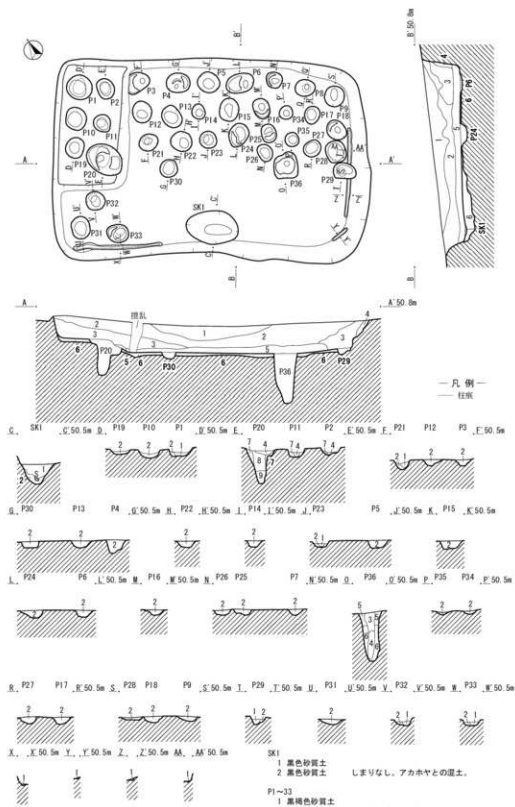 B' B'50.8m
P1 P2 P3 P4 P5 P6 P7 P8 P9
P10 P11 P12 P13 P14 P15 P16 P34 P17 P18
P19 P20 P21 P22 P23 P24 P25 P26 P35 P27 P28 P29
P30 P36
P32 P31 P33
SK1
A A'
B B
A A'50.8m
撹乱
P20 P30 P36 P29
P6 P24 SK1
― 凡 例 ―
柱痕
C SK1 C'50.5m D P19 P10 P1 D'50.5m E P20 P11 P2 E'50.5m F P21 P12 P3 F'50.5m
G P30 P13 P4 G'50.5m H P22 H'50.5m I P14 I'50.5m J P23 P5 J'50.5m K P15 K'50.5m
L P24 P6 L'50.5m M P16 M'50.5m N P26 P25 P7 N'50.5m O P36 O'50.5m P P35 P34 P'50.5m
R P27 P17 R'50.5m S P28 P18 P9 S'50.5m T P29 T'50.5m U P31 U'50.5m V P32 V'50.5m W P33 W'50.5m
X X'50.5m Y Y'50.5m Z Z'50.5m AA AA'50.5m
SK1
1 黒色砂質土
2 黒色砂質土 しまりなし。アカホヤとの混土。
P1～33
1 黒褐色砂質土